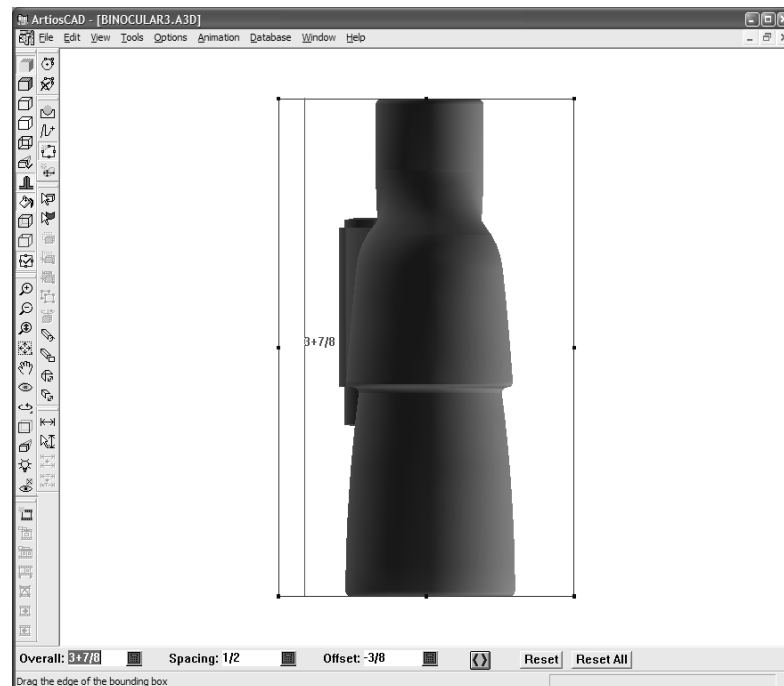 ArtiosCAD - [BINOCULAR3.A3D]
File Edit View Tools Options Animation Database Window Help
3+7/8
Overall: 3+7/8 Spacing: 1/2 Offset: -3/8 Reset Reset All
Drag the edge of the bounding box